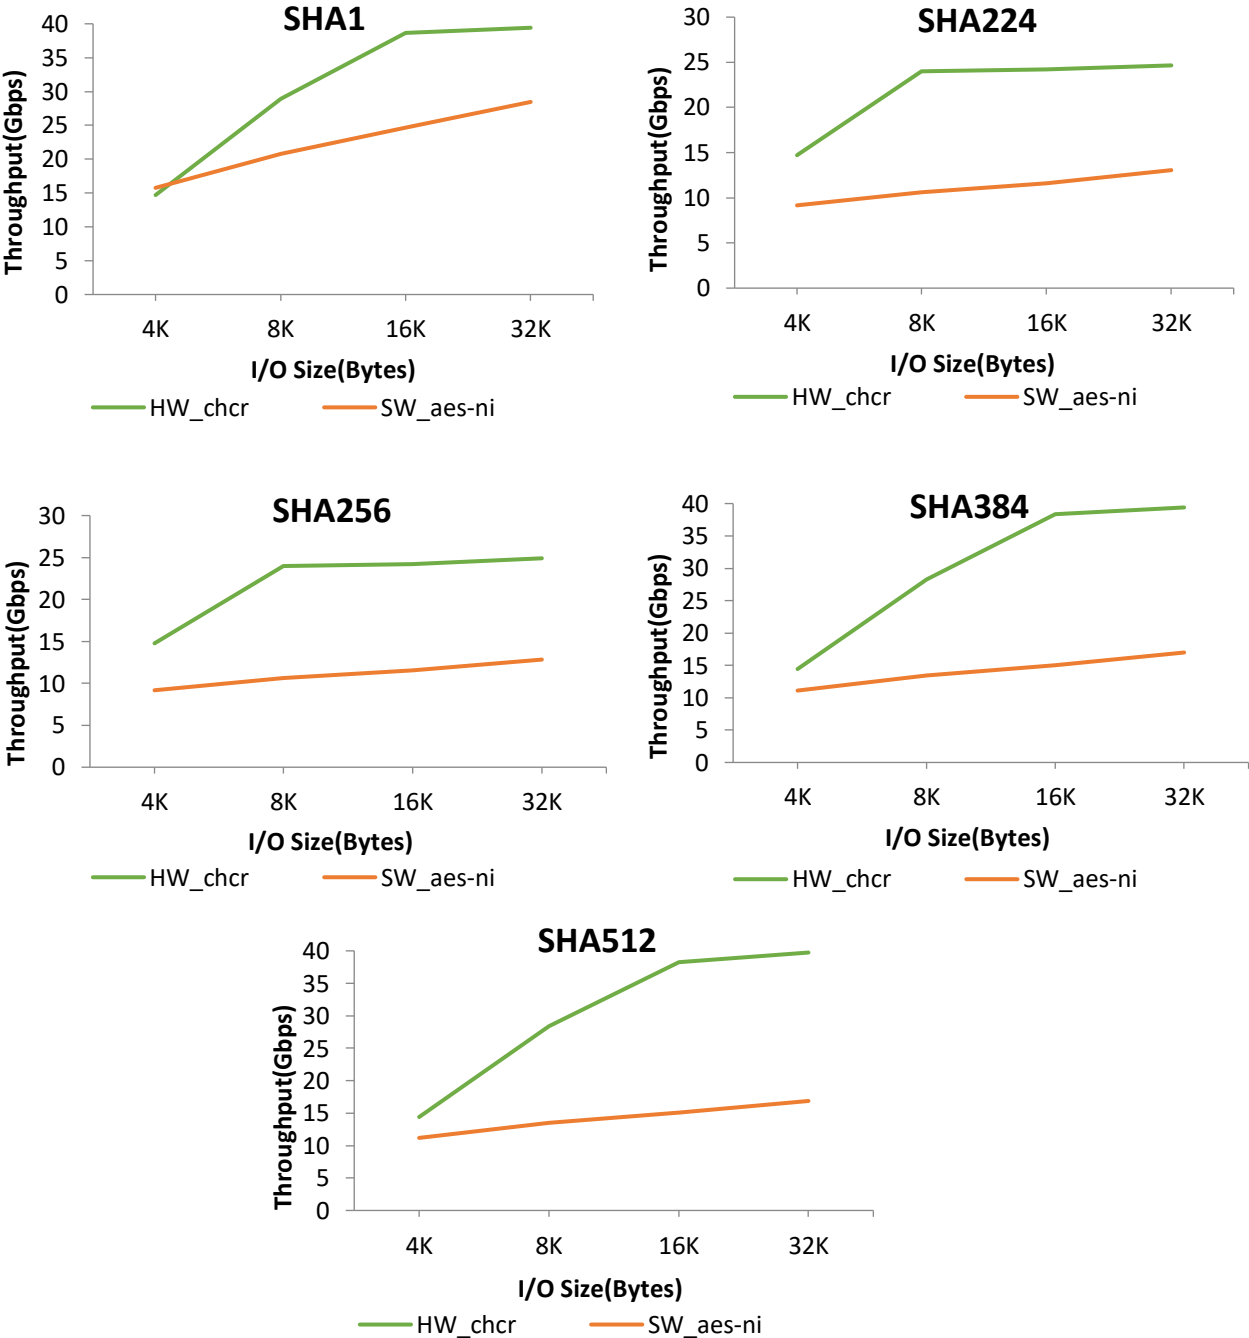 SHA1
40
35
30
25
20
15
10
5
0
Throughput(Gbps)
4K 8K 16K 32K
I/O Size(Bytes)
HW_chcr SW_aes-ni
SHA224
30
25
20
15
10
5
0
Throughput(Gbps)
4K 8K 16K 32K
I/O Size(Bytes)
HW_chcr SW_aes-ni
SHA256
30
25
20
15
10
5
0
Throughput(Gbps)
4K 8K 16K 32K
I/O Size(Bytes)
HW_chcr SW_aes-ni
SHA384
40
35
30
25
20
15
10
5
0
Throughput(Gbps)
4K 8K 16K 32K
I/O Size(Bytes)
HW_chcr SW_aes-ni
SHA512
40
35
30
25
20
15
10
5
0
Throughput(Gbps)
4K 8K 16K 32K
I/O Size(Bytes)
HW_chcr SW_aes-ni